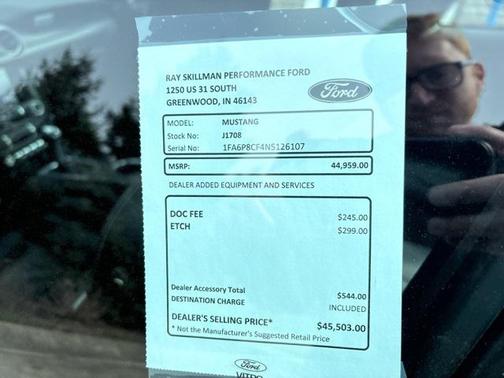 RAY SKILLMAN PERFORMANCE FORD
1250 US 31 SOUTH
GREENWOOD, IN 46143
Ford
MODEL: MUSTANG
Stock No: J1708
Serial No: 1FA6P8CF4N5126107
MSRP: 44,959.00
DEALER ADDED EQUIPMENT AND SERVICES
DOC FEE $245.00
ETCH $299.00
Dealer Accessory Total $544.00
DESTINATION CHARGE INCLUDED
DEALER'S SELLING PRICE* $45,503.00
* Not the Manufacturer's Suggested Retail Price
Ford
VITRO